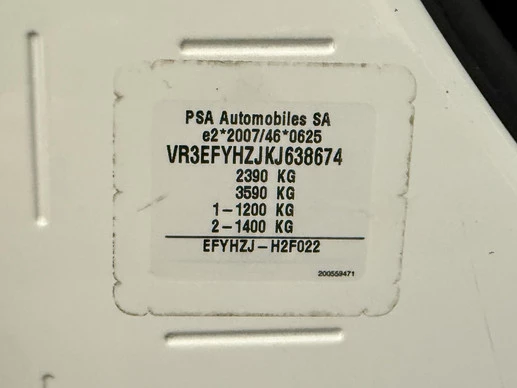 PSA Automobiles SA
e2*2007/46*0625
VR3EFYHZJKJ638674
2390 KG
3590 KG
1-1200 KG
2-1400 KG
EFYHZJ-H2F022
200559471